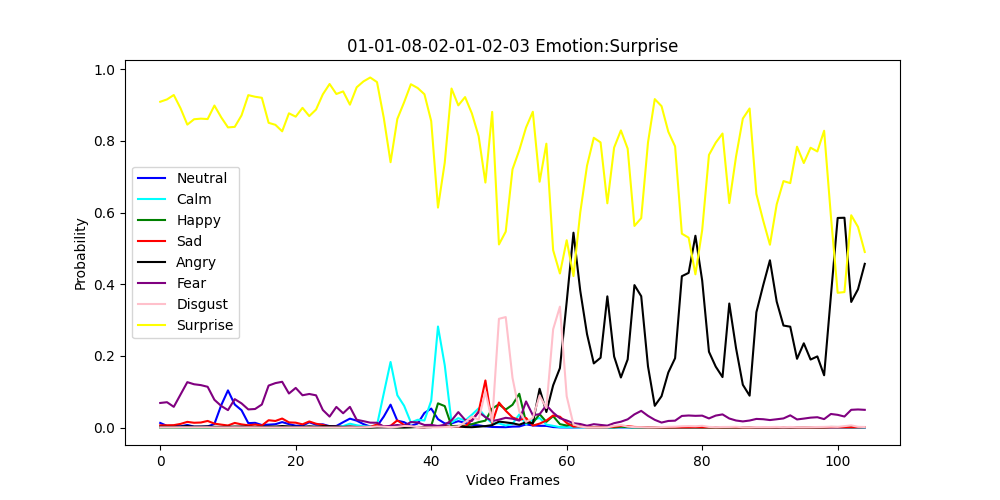 01-01-08-02-01-02-03 Emotion:Surprise
1.0
0.8
0.6
0.4
0.2
0.0
Probability
Neutral
Calm
Happy
Sad
Angry
Fear
Disgust
Surprise
0 20 40 60 80 100
Video Frames